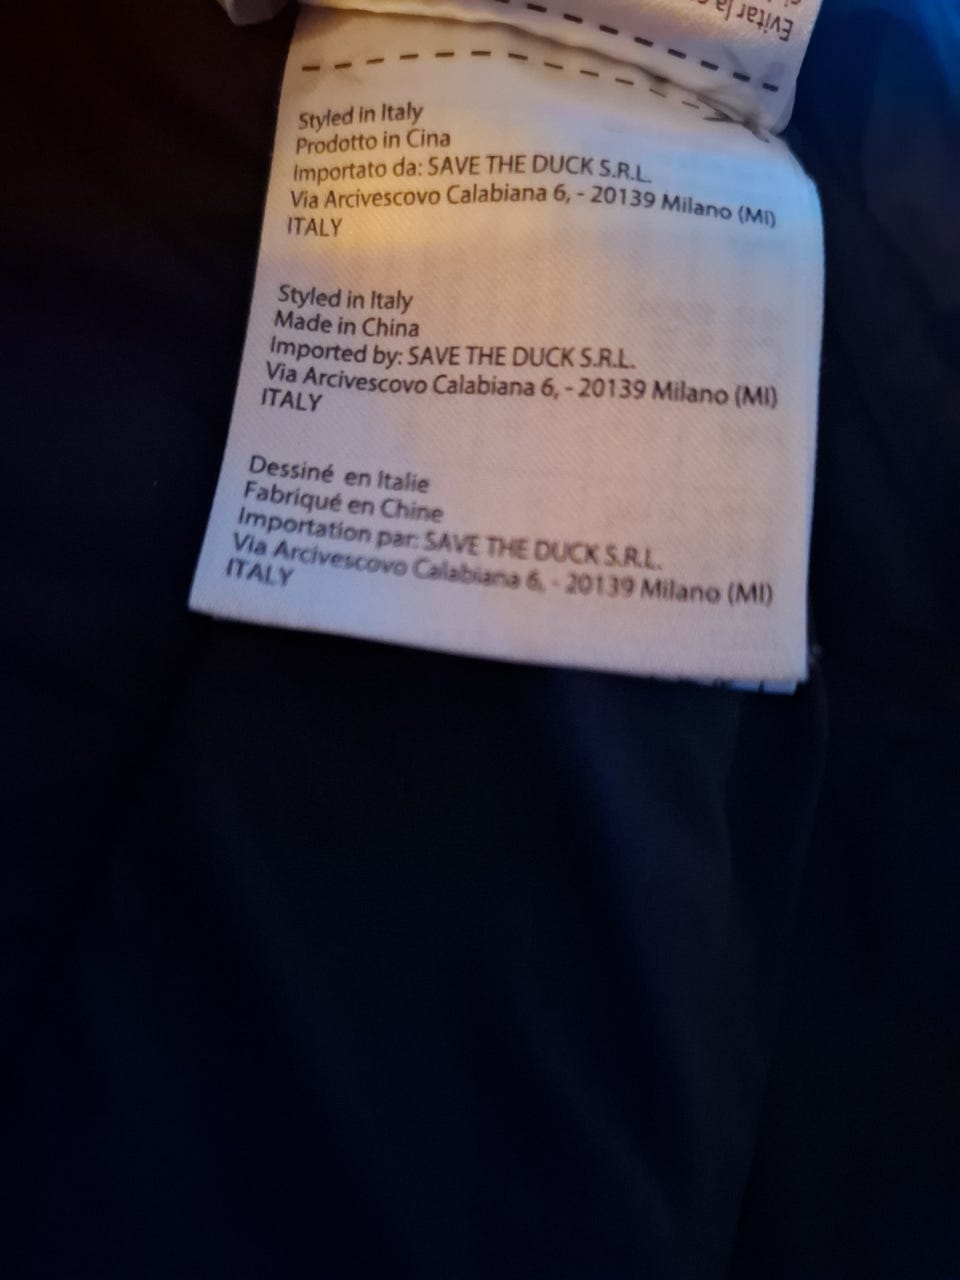 Evitar la
Styled in Italy
Prodotto in Cina
Importato da: SAVE THE DUCK S.R.L.
Via Arcivescovo Calabiana 6, - 20139 Milano (MI)
ITALY
Styled in Italy
Made in China
Imported by: SAVE THE DUCK S.R.L.
Via Arcivescovo Calabiana 6, - 20139 Milano (MI)
ITALY
Dessiné en Italie
Fabriqué en Chine
Importation par: SAVE THE DUCK S.R.L.
Via Arcivescovo Calabiana 6, - 20139 Milano (MI)
ITALY